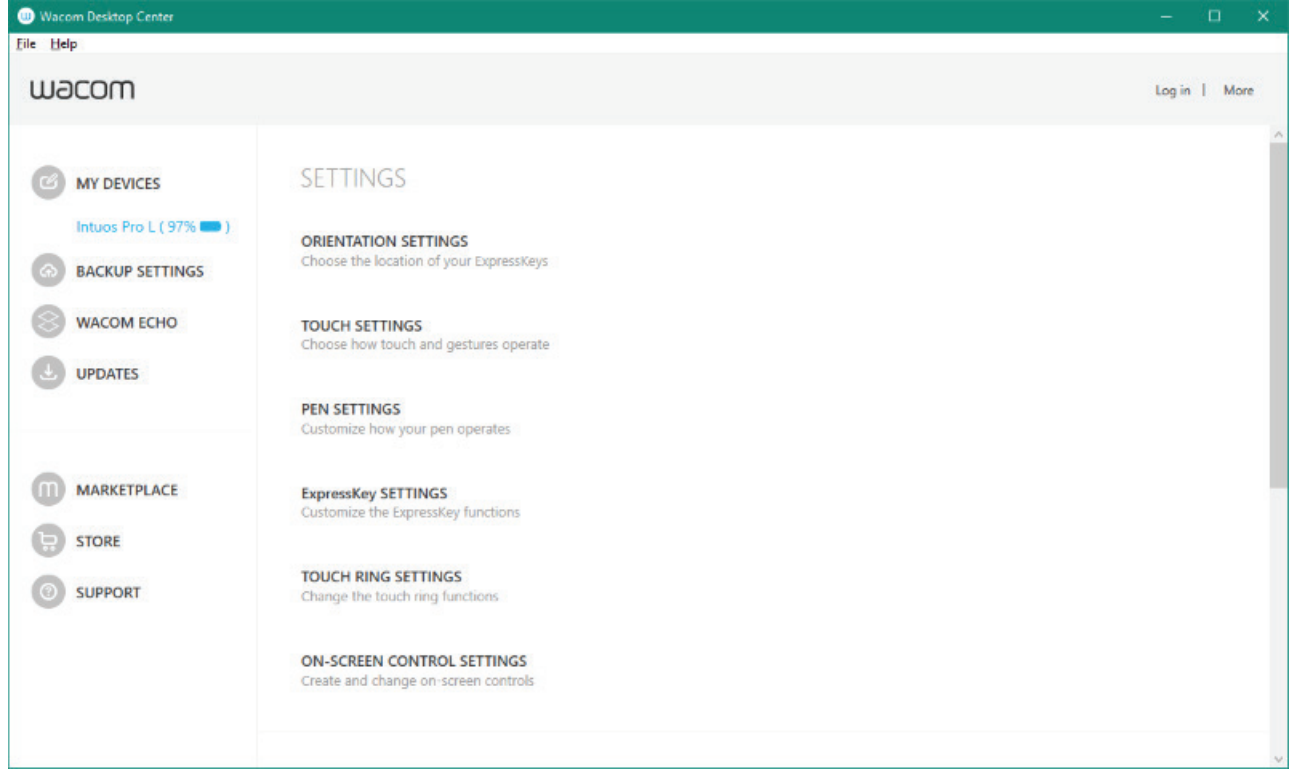 Wacom Desktop Center
File Help
wacom
Log in | More
MY DEVICES
Intuos Pro L ( 97% )
BACKUP SETTINGS
WACOM ECHO
UPDATES
MARKETPLACE
STORE
SUPPORT
SETTINGS
ORIENTATION SETTINGS
Choose the location of your ExpressKeys
TOUCH SETTINGS
Choose how touch and gestures operate
PEN SETTINGS
Customize how your pen operates
ExpressKey SETTINGS
Customize the ExpressKey functions
TOUCH RING SETTINGS
Change the touch ring functions
ON-SCREEN CONTROL SETTINGS
Create and change on-screen controls